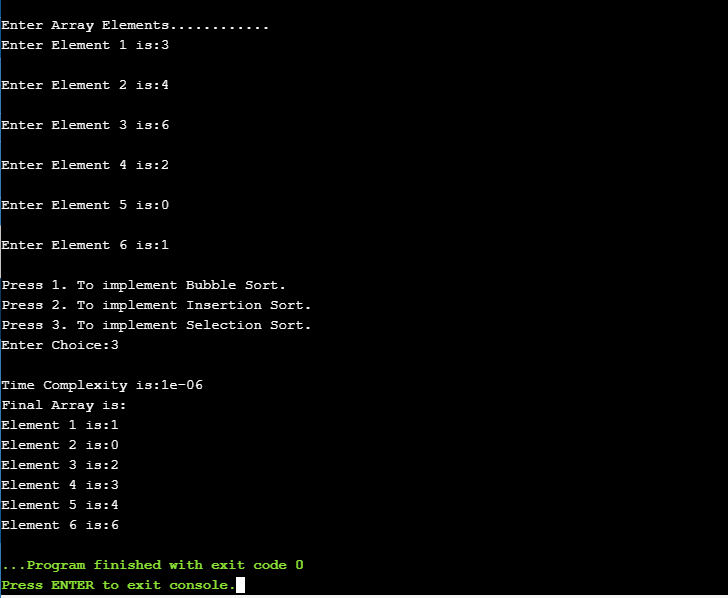 Enter Array Elements............
Enter Element 1 is:3
Enter Element 2 is:4
Enter Element 3 is:6
Enter Element 4 is:2
Enter Element 5 is:0
Enter Element 6 is:1
Press 1. To implement Bubble Sort.
Press 2. To implement Insertion Sort.
Press 3. To implement Selection Sort.
Enter Choice:3
Time Complexity is:1e-06
Final Array is:
Element 1 is:1
Element 2 is:0
Element 3 is:2
Element 4 is:3
Element 5 is:4
Element 6 is:6
...Program finished with exit code 0
Press ENTER to exit console.